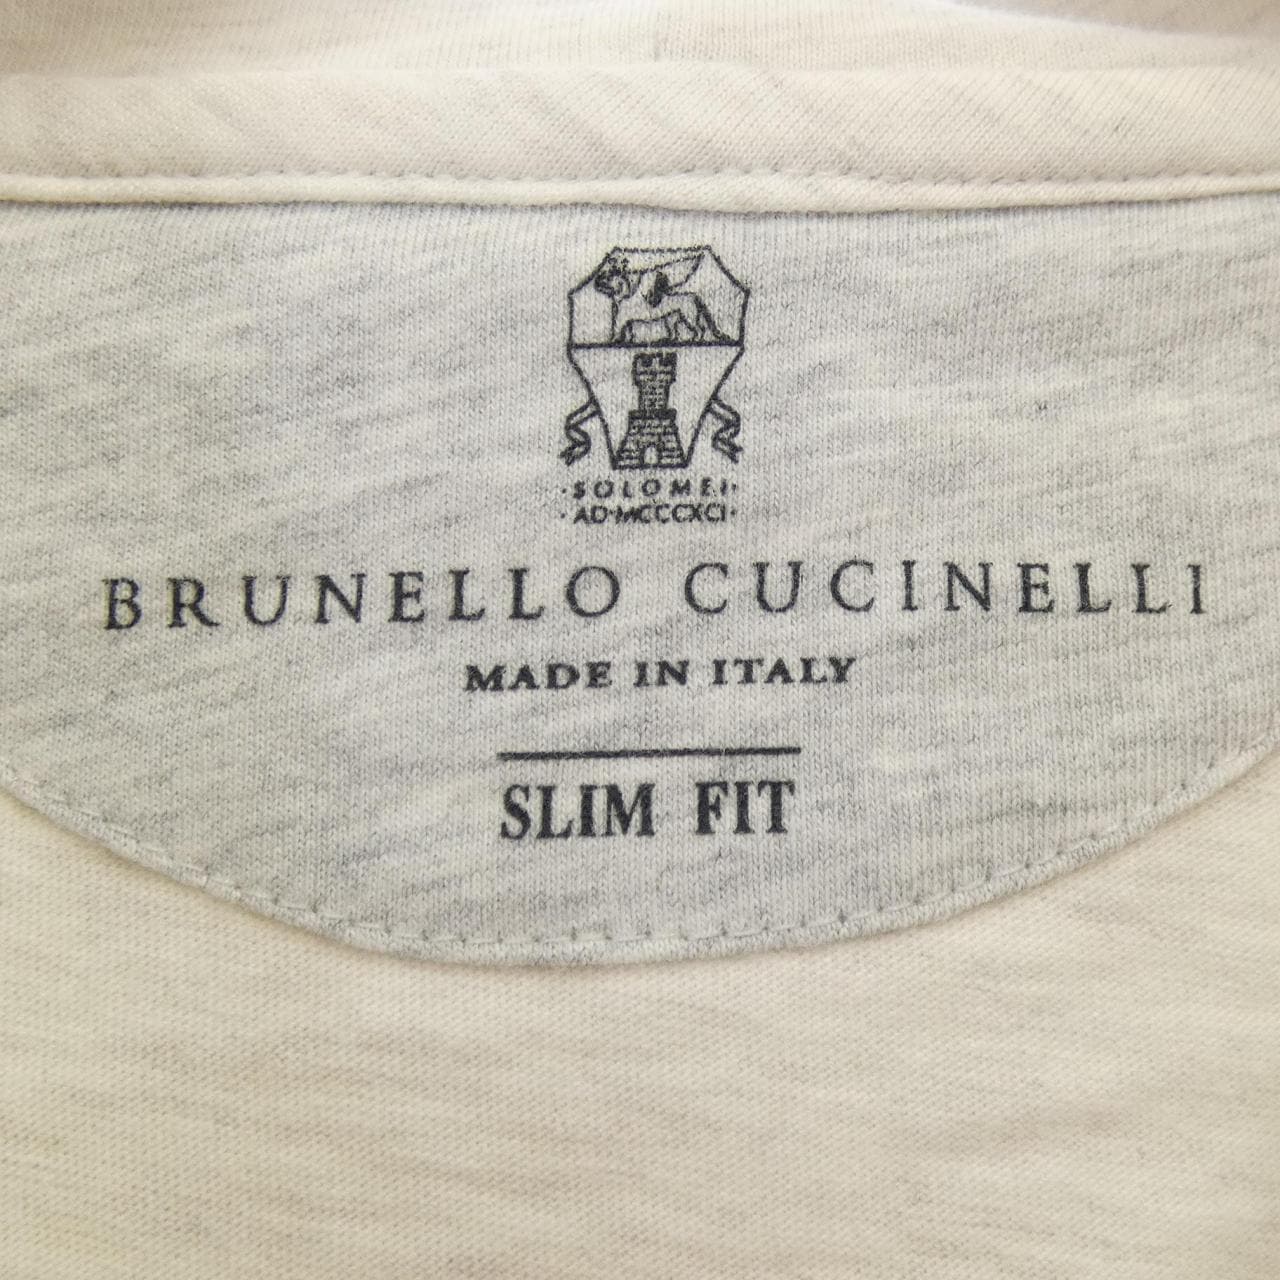 ·SOLOMEI·
·AD·MCCCXCI·
BRUNELLO CUCINELLI
MADE IN ITALY
SLIM FIT